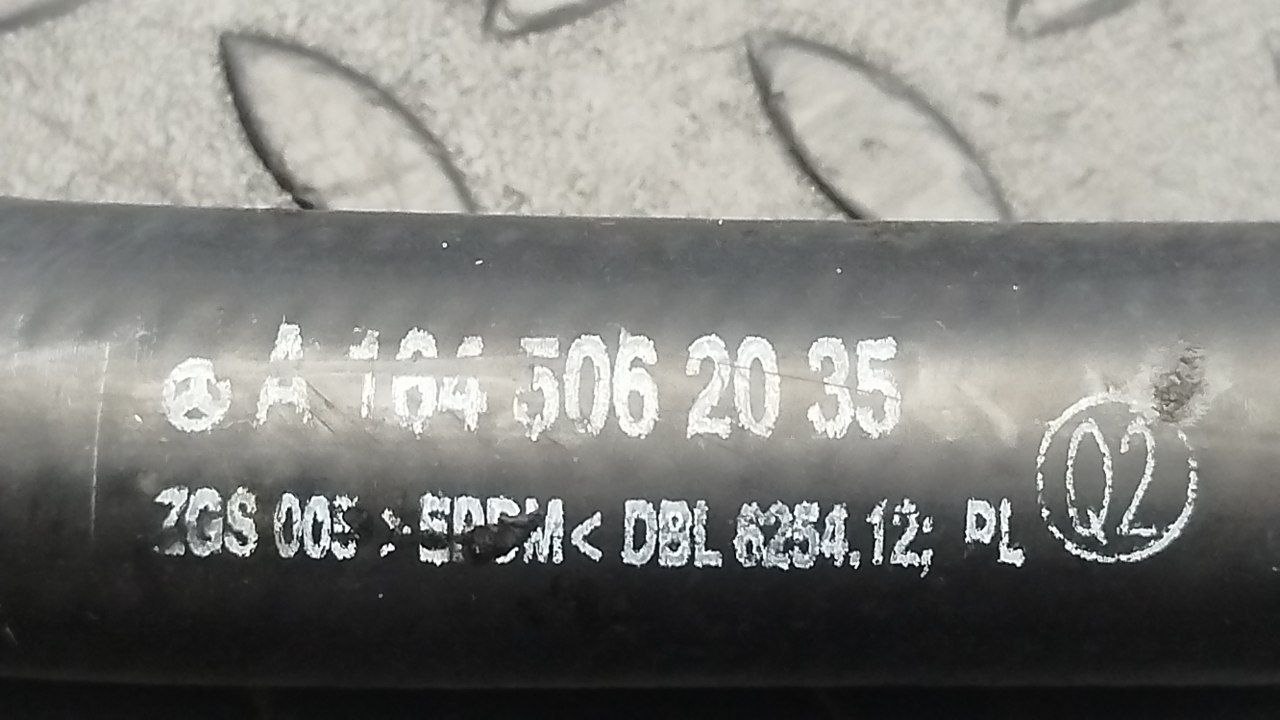 A 164 506 20 35
ZGS 005 >EPDM< DBL 6254.12; PL
Q2